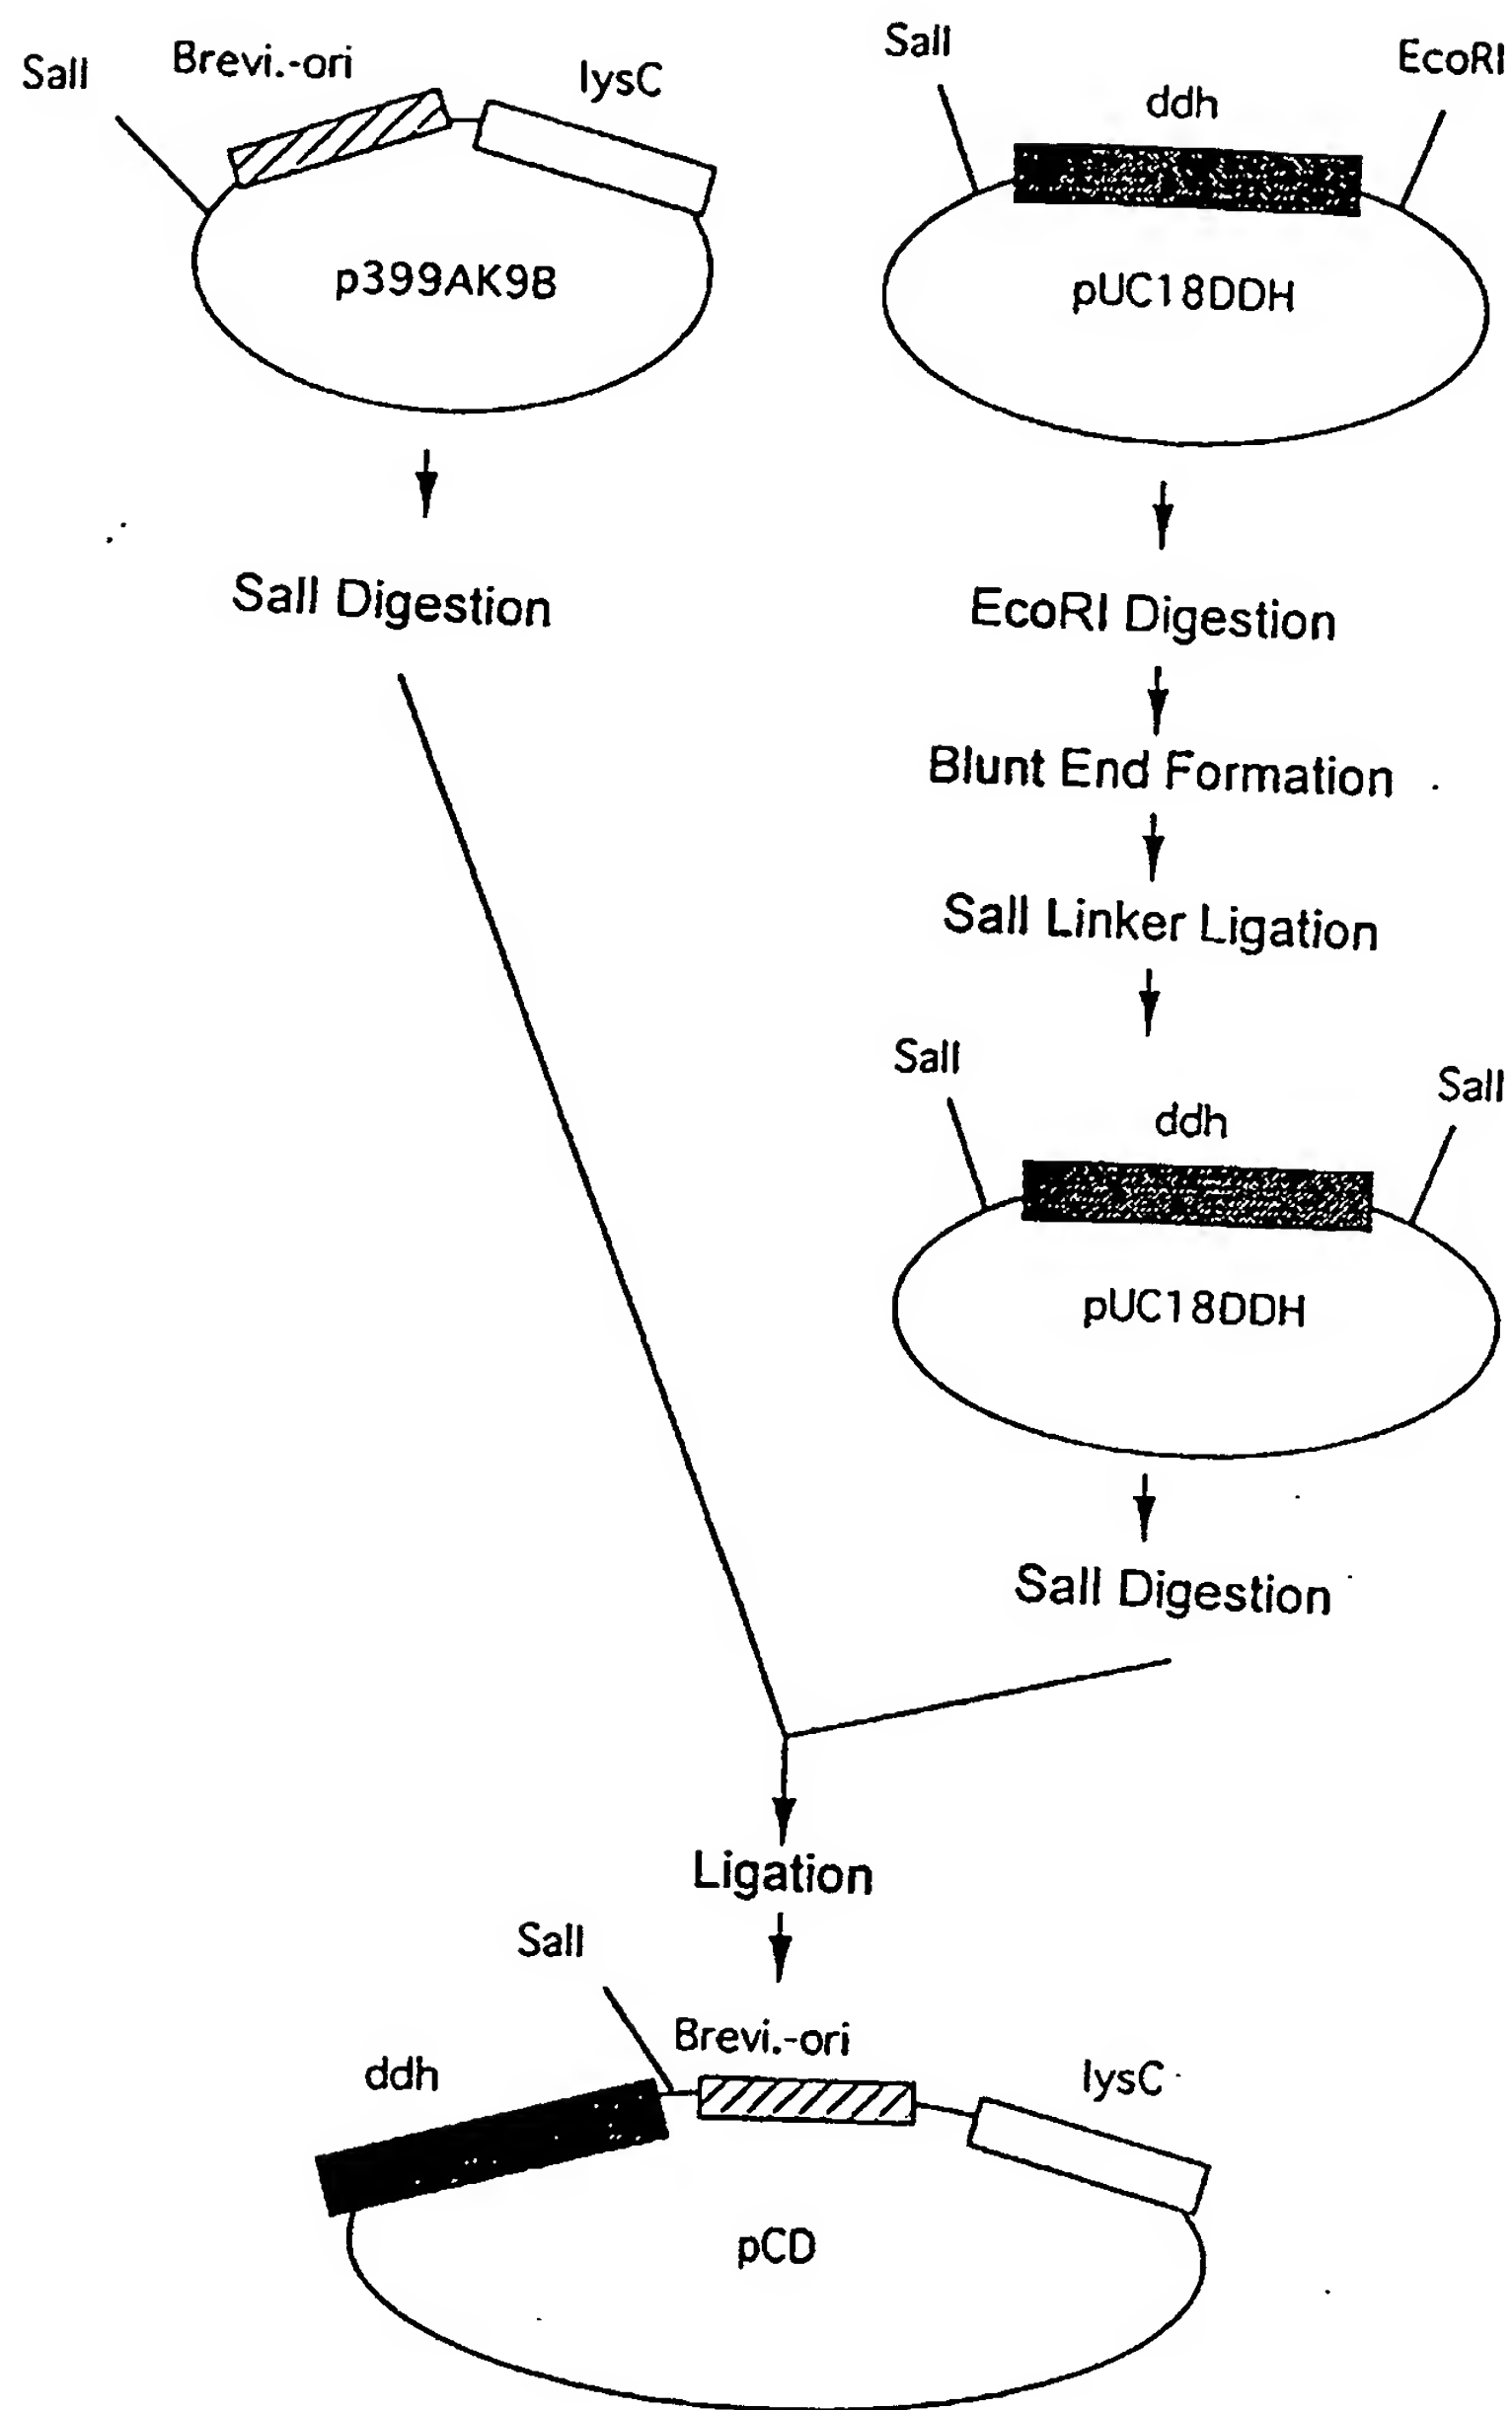 SalI
Brevi.-ori
lysC
p399AK9B
SalI
ddh
EcoRI
pUC18DDH
SalI Digestion
EcoRI Digestion
Blunt End Formation
SalI Linker Ligation
SalI
ddh
SalI
pUC18DDH
SalI Digestion
Ligation
SalI
Brevi.-ori
ddh
lysC
pCD